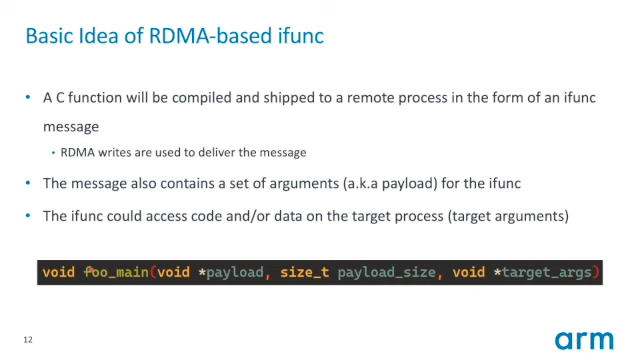 Basic Idea of RDMA-based ifunc
• A C function will be compiled and shipped to a remote process in the form of an ifunc
message
• RDMA writes are used to deliver the message
• The message also contains a set of arguments (a.k.a payload) for the ifunc
• The ifunc could access code and/or data on the target process (target arguments)
void foo_main(void *payload, size_t payload_size, void *target_args)
12
arm